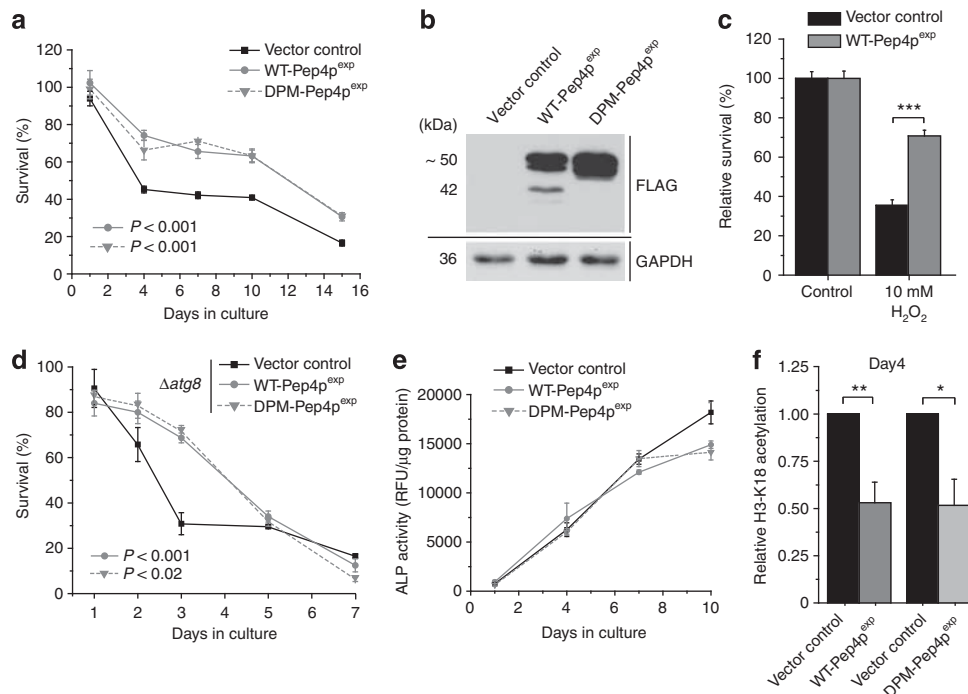 a
Vector control
WT-Pep4p^exp
DPM-Pep4p^exp
120
100
80
60
40
20
0
Survival (%)
P < 0.001
P < 0.001
0 2 4 6 8 10 12 14 16
Days in culture
b
Vector control
WT-Pep4p^exp
DPM-Pep4p^exp
(kDa)
~ 50
42
FLAG
36
GAPDH
c
Vector control
WT-Pep4p^exp
120
100
80
60
40
20
0
Relative survival (%)
***
Control
10 mM
H₂O₂
d
Δatg8
Vector control
WT-Pep4p^exp
DPM-Pep4p^exp
100
80
60
40
20
0
Survival (%)
P < 0.001
P < 0.02
1 2 3 4 5 6 7
Days in culture
e
Vector control
WT-Pep4p^exp
DPM-Pep4p^exp
20000
15000
10000
5000
0
ALP activity (RFU/µg protein)
0 2 4 6 8 10
Days in culture
f
Day4
1.25
1.00
0.75
0.50
0.25
0
Relative H3-K18 acetylation
**
*
Vector control
WT-Pep4p^exp
Vector control
DPM-Pep4p^exp